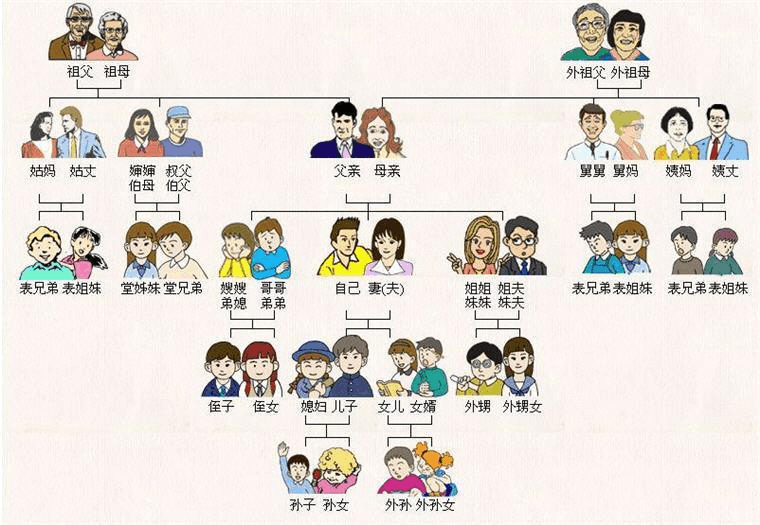 祖父 祖母 外祖父 外祖母
姑妈 姑丈 婶婶 叔父 父亲 母亲 舅舅 舅妈 姨妈 姨丈
伯母 伯父
表兄弟 表姐妹 堂姊妹 堂兄弟 嫂嫂 哥哥 自己 妻(夫) 姐姐 姐夫 表兄弟 表姐妹 表兄弟 表姐妹
弟媳 弟弟 妹妹 妹夫
侄子 侄女 媳妇 儿子 女儿 女婿 外甥 外甥女
孙子 孙女 外孙 外孙女